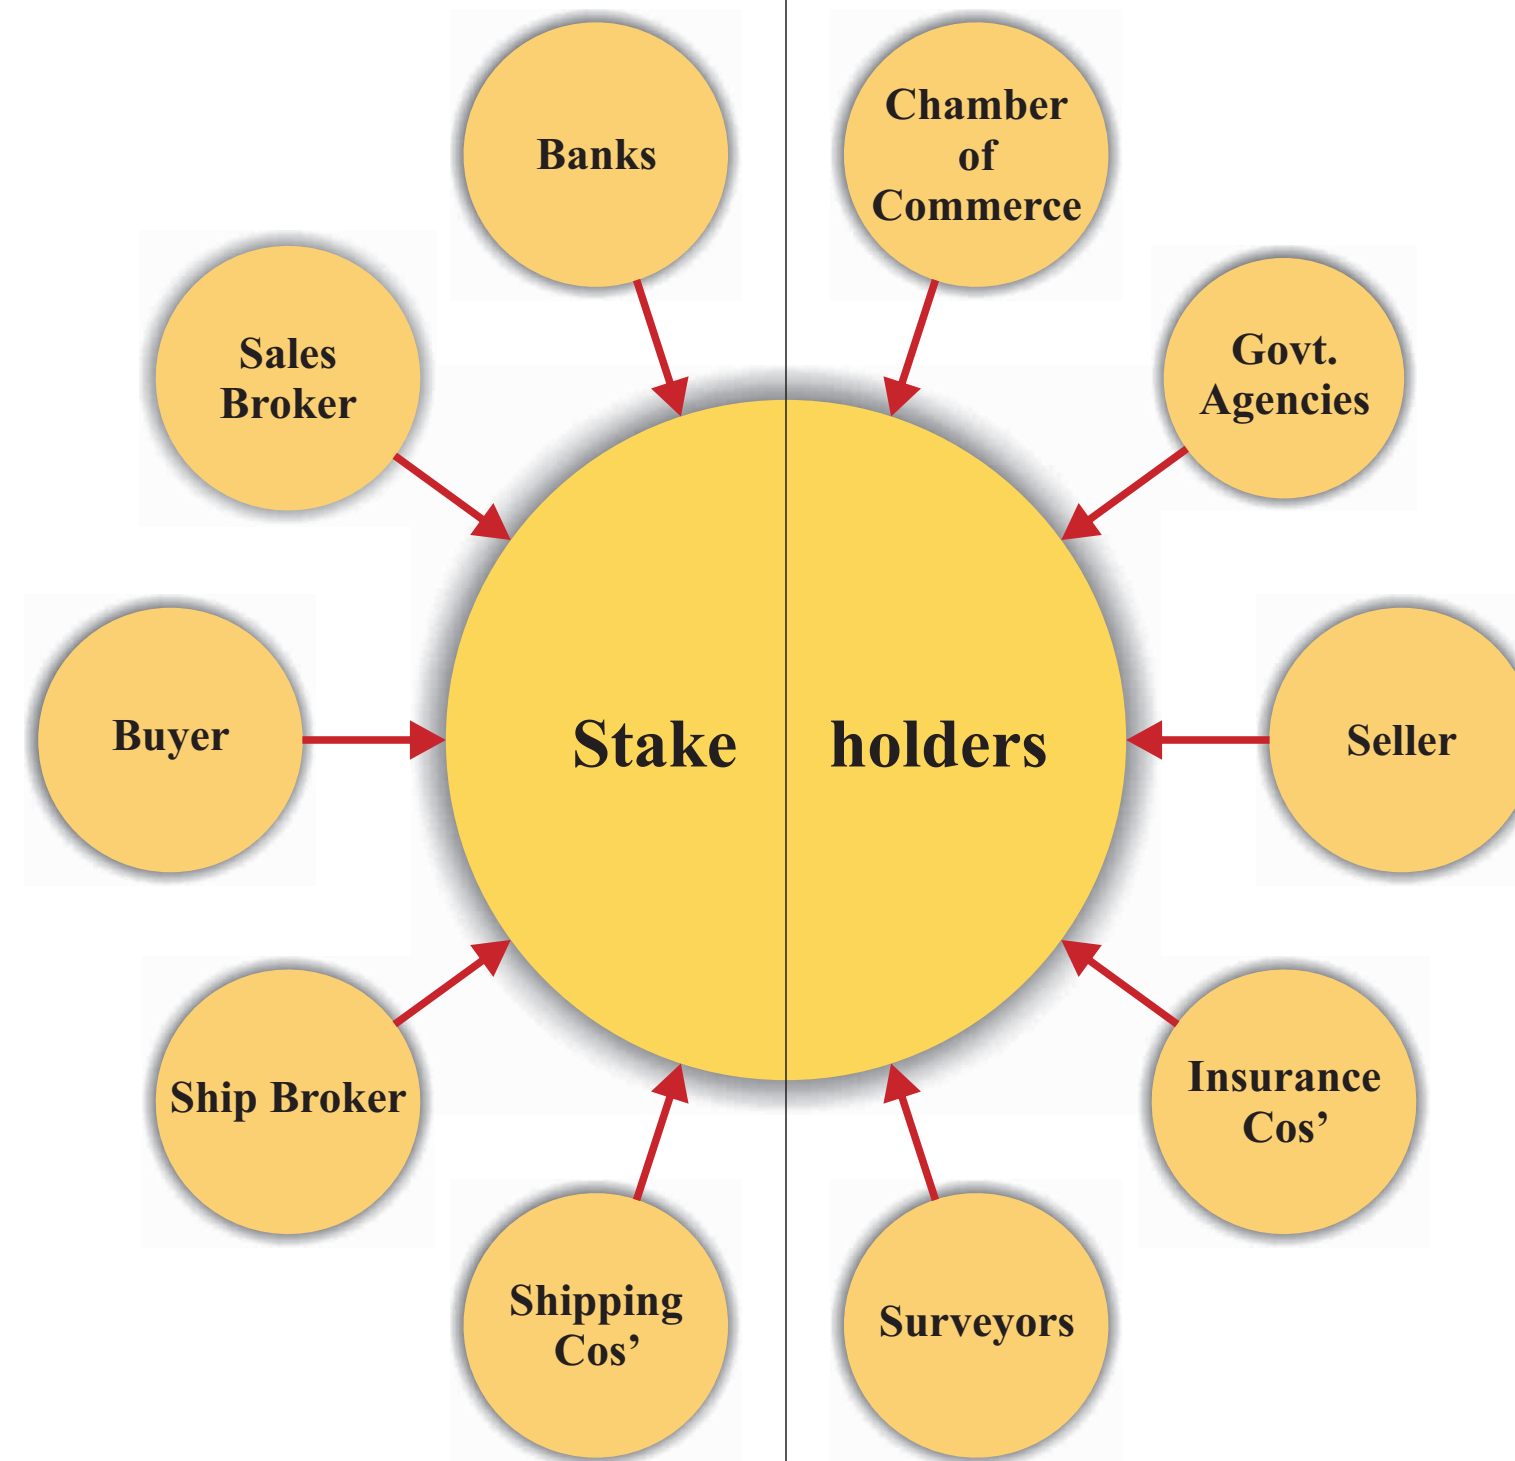 Banks
Chamber
of
Commerce
Sales
Broker
Govt.
Agencies
Buyer
Stake holders
Seller
Ship Broker
Insurance
Cos’
Shipping
Cos’
Surveyors